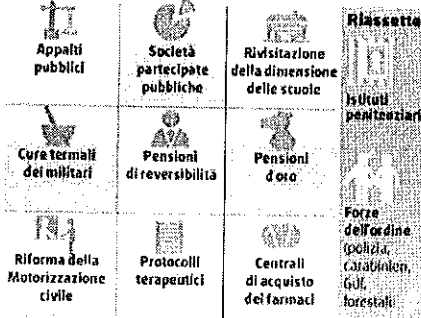 Appalti
pubblici
Società
partecipate
pubbliche
Rivisitazione
della dimensione
delle scuole
Cure termali
dei militari
Pensioni
di reversibilità
Pensioni
d'oro
Riforma della
Motorizzazione
civile
Protocolli
terapeutici
Centrali
di acquisto
dei farmaci
Riassetto
Istituti
penitenziari
Forze
dell'ordine
(polizia,
carabinieri,
Gdf,
forestali)